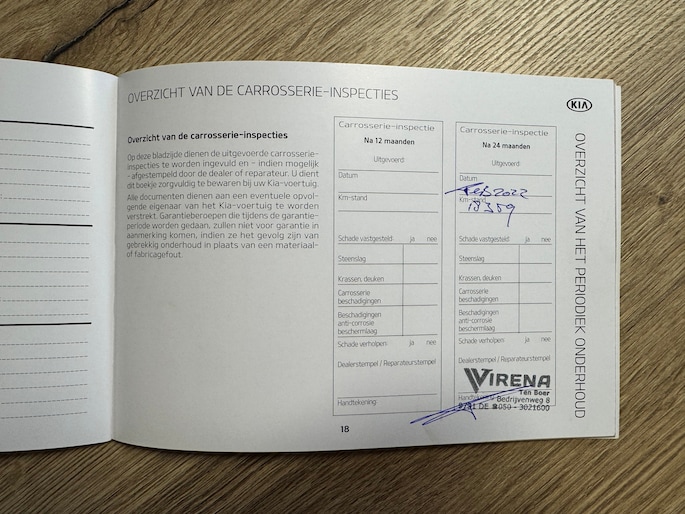 OVERZICHT VAN DE CARROSSERIE-INSPECTIES
Overzicht van de carrosserie-inspecties
Op deze bladzijde dienen de uitgevoerde carrosserie-
inspecties te worden ingevuld en - indien mogelijk
- afgestempeld door de dealer of reparateur. U dient
dit boekje zorgvuldig te bewaren bij uw Kia-voertuig.
Alle documenten dienen aan een eventuele opvol-
gende eigenaar van het Kia-voertuig te worden
verstrekt. Garantieberoepen die tijdens de garantie-
periode worden gedaan, zullen niet voor garantie in
aanmerking komen, indien ze het gevolg zijn van
gebrekkig onderhoud in plaats van een materiaal-
of fabricagefout.
Carrosserie-inspectie
Na 12 maanden
Uitgevoerd:
Datum
Km-stand
Schade vastgesteld: ja nee
Steenslag
Krassen, deuken
Carrosserie
beschadigingen
Beschadigingen
anti-corrosie
beschermlaag
Schade verholpen: ja nee
Dealerstempel / Reparateurstempel
Handtekening:
Carrosserie-inspectie
Na 24 maanden
Uitgevoerd:
Datum
Feb 2022
Km-stand
18359
Schade vastgesteld: ja nee
Steenslag
Krassen, deuken
Carrosserie
beschadigingen
Beschadigingen
anti-corrosie
beschermlaag
Schade verholpen: ja nee
Dealerstempel / Reparateurstempel
VIRENA
Ten Boer
Handtekening: Bedrijvenweg 8
DE 050 - 3021600
18
KIA
OVERZICHT VAN HET PERIODIEK ONDERHOUD